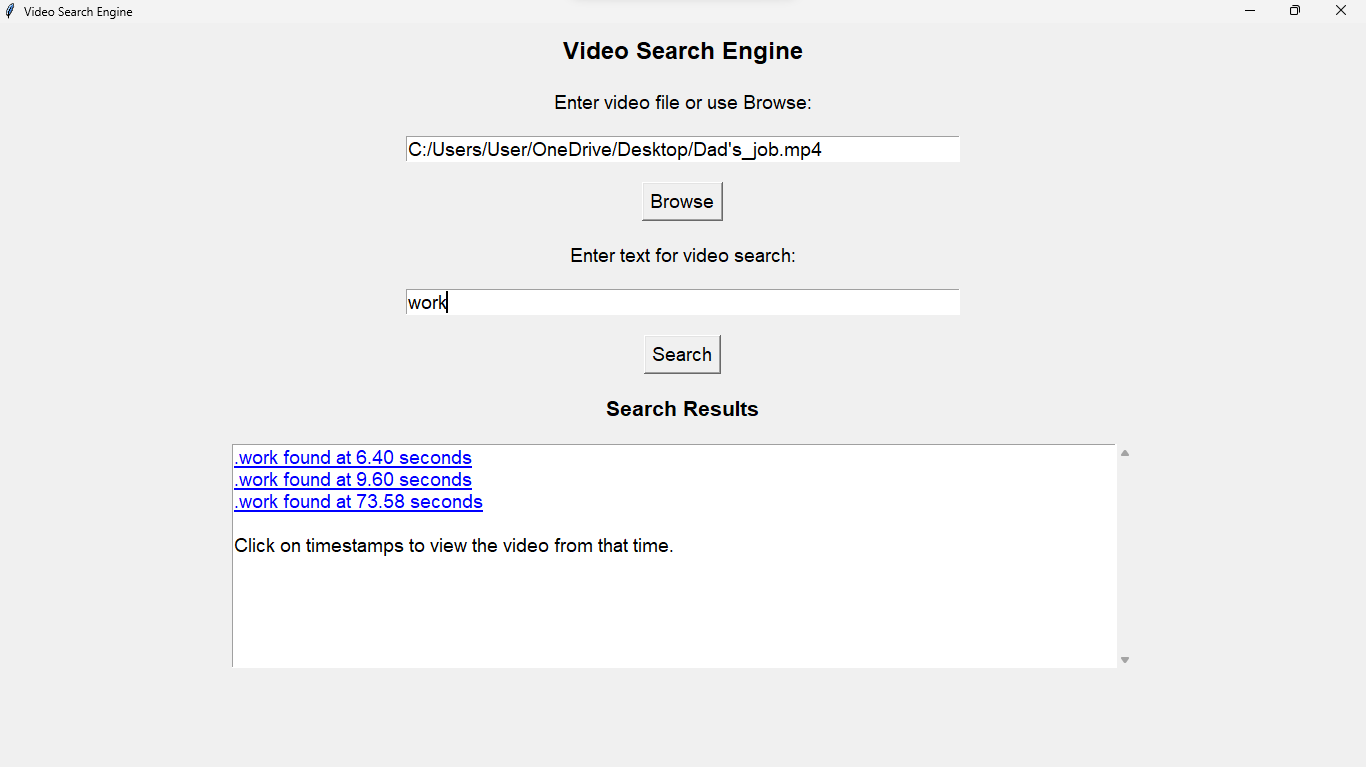 Video Search Engine
Video Search Engine
Enter video file or use Browse:
C:/Users/User/OneDrive/Desktop/Dad's_job.mp4
Browse
Enter text for video search:
work
Search
Search Results
.work found at 6.40 seconds
.work found at 9.60 seconds
.work found at 73.58 seconds
Click on timestamps to view the video from that time.